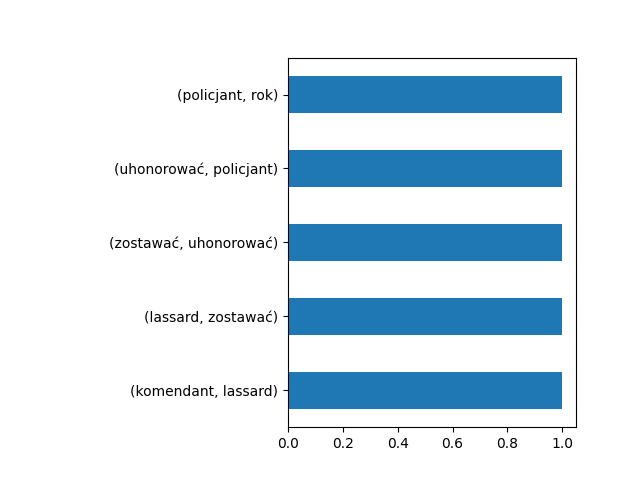 (policjant, rok)
(uhonorować, policjant)
(zostawać, uhonorować)
(lassard, zostawać)
(komendant, lassard)
0.0 0.2 0.4 0.6 0.8 1.0